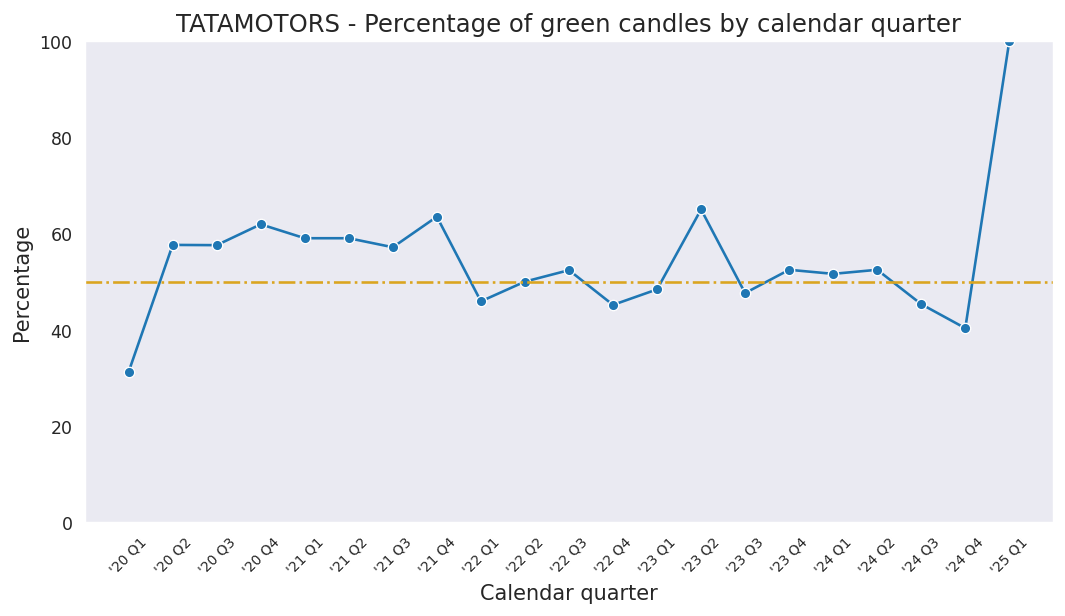 TATAMOTORS - Percentage of green candles by calendar quarter
Percentage
100
80
60
40
20
0
'20 Q1
'20 Q2
'20 Q3
'20 Q4
'21 Q1
'21 Q2
'21 Q3
'21 Q4
'22 Q1
'22 Q2
'22 Q3
'22 Q4
'23 Q1
'23 Q2
'23 Q3
'23 Q4
'24 Q1
'24 Q2
'24 Q3
'24 Q4
'25 Q1
Calendar quarter